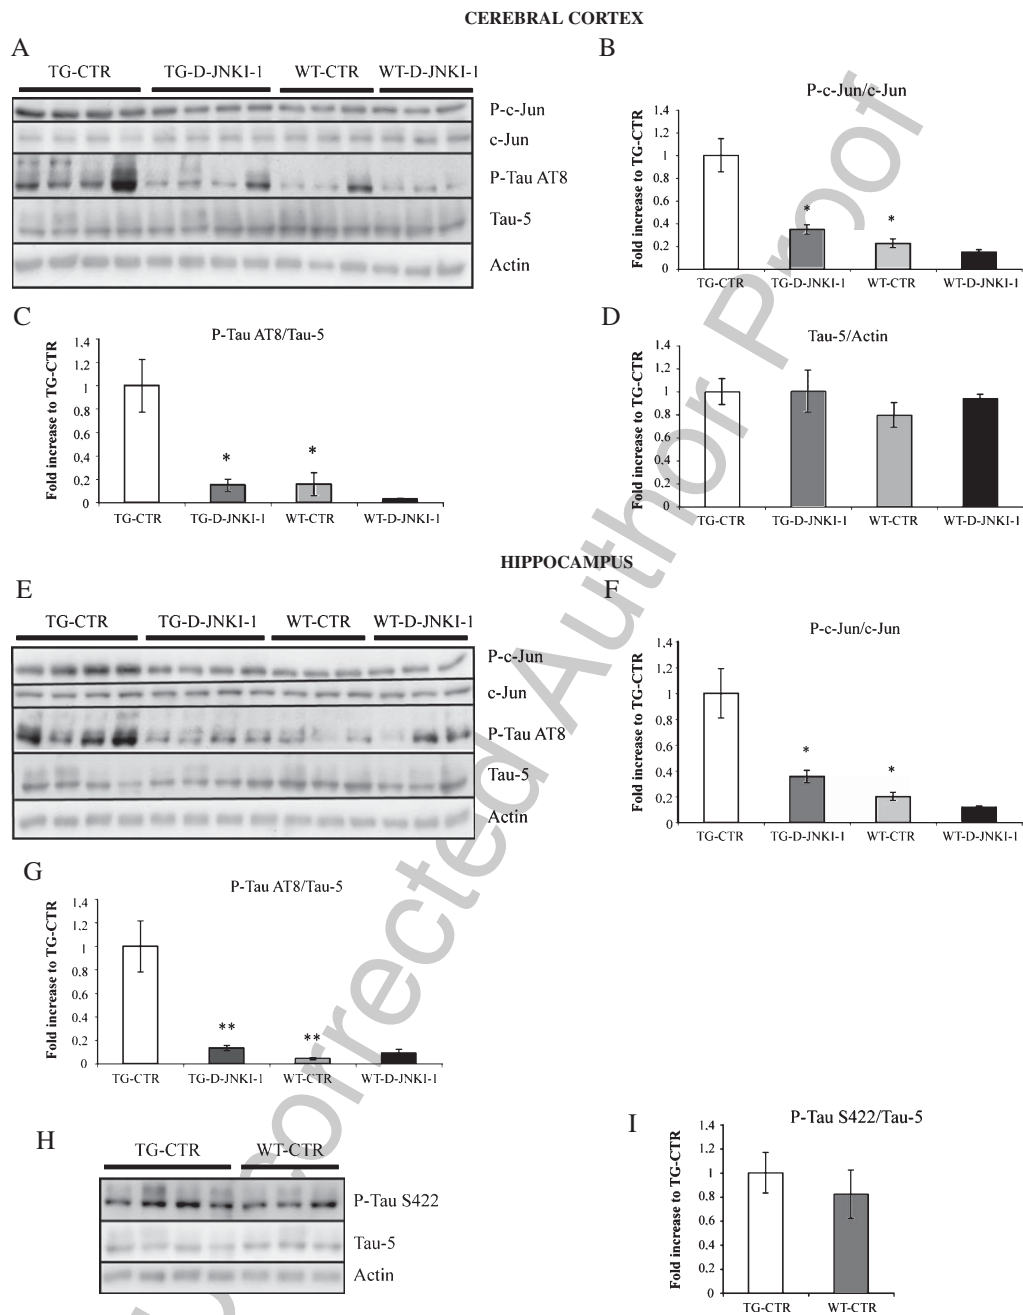 CEREBRAL CORTEX
A
TG-CTR TG-D-JNKI-1 WT-CTR WT-D-JNKI-1
P-c-Jun
c-Jun
P-Tau AT8
Tau-5
Actin
B
P-c-Jun/c-Jun
Fold increase to TG-CTR
1.4
1.2
1
0.8
0.6
0.4
0.2
0
TG-CTR TG-D-JNKI-1 WT-CTR WT-D-JNKI-1
* *
C
P-Tau AT8/Tau-5
Fold increase to TG-CTR
1.4
1.2
1
0.8
0.6
0.4
0.2
0
* *
TG-CTR TG-D-JNKI-1 WT-CTR WT-D-JNKI-1
D
Tau-5/Actin
Fold increase to TG-CTR
1.4
1.2
1
0.8
0.6
0.4
0.2
0
TG-CTR TG-D-JNKI-1 WT-CTR WT-D-JNKI-1
HIPPOCAMPUS
E
TG-CTR TG-D-JNKI-1 WT-CTR WT-D-JNKI-1
P-c-Jun
c-Jun
P-Tau AT8
Tau-5
Actin
F
P-c-Jun/c-Jun
Fold increase to TG-CTR
1.4
1.2
1
0.8
0.6
0.4
0.2
0
* *
TG-CTR TG-D-JNKI-1 WT-CTR WT-D-JNKI-1
G
P-Tau AT8/Tau-5
Fold increase to TG-CTR
1.4
1.2
1
0.8
0.6
0.4
0.2
0
** **
TG-CTR TG-D-JNKI-1 WT-CTR WT-D-JNKI-1
H
TG-CTR WT-CTR
P-Tau S422
Tau-5
Actin
I
P-Tau S422/Tau-5
Fold increase to TG-CTR
1.4
1.2
1
0.8
0.6
0.4
0.2
0
TG-CTR WT-CTR
corrected Author Proof